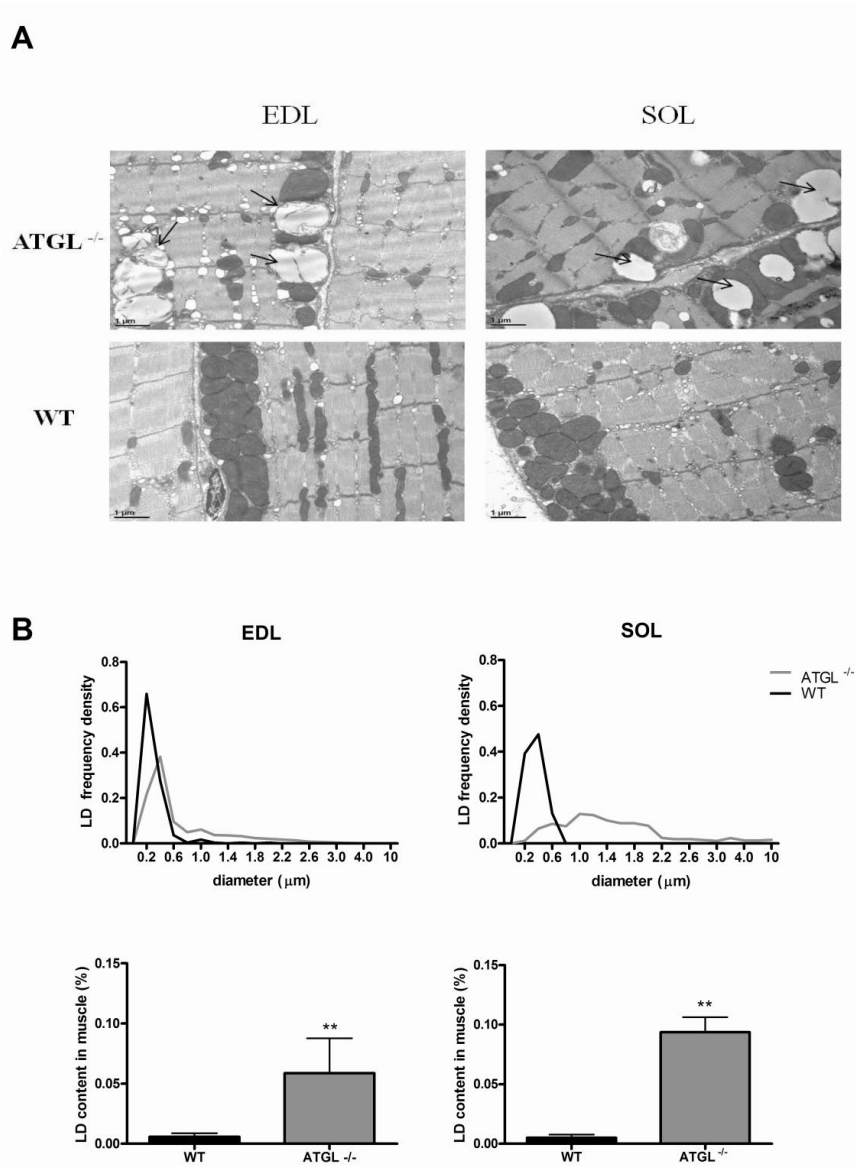 A
EDL SOL
ATGL -/-
1 µm 1 µm
WT
1 µm 1 µm
B
EDL SOL
ATGL -/-
WT
LD frequency density
0.8
0.6
0.4
0.2
0.0
0.2 0.6 1.0 1.4 1.8 2.2 2.6 3.0 4.0 10
diameter (µm)
LD frequency density
0.8
0.6
0.4
0.2
0.0
0.2 0.6 1.0 1.4 1.8 2.2 2.6 3.0 4.0 10
diameter (µm)
LD content in muscle (%)
0.15
0.10
0.05
0.00
**
WT ATGL -/-
LD content in muscle (%)
0.15
0.10
0.05
0.00
**
WT ATGL -/-